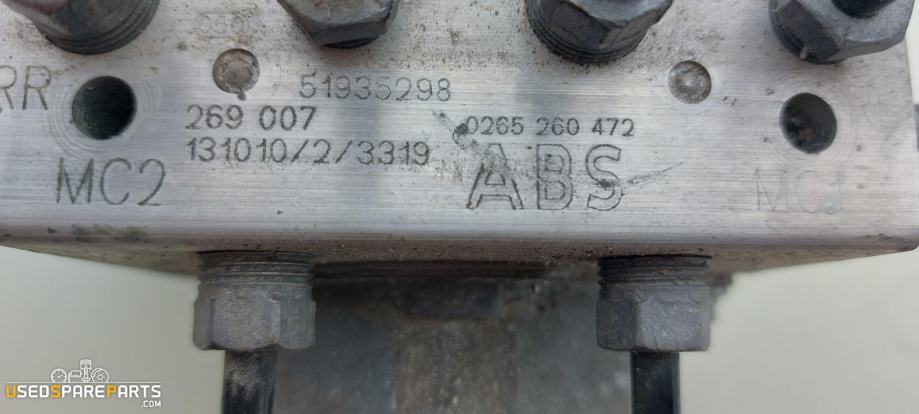 RR
51935298
269 007
0265 260 472
131010/2/3319
ABS
MC2
MC1
USEDSPAREPARTS
.COM